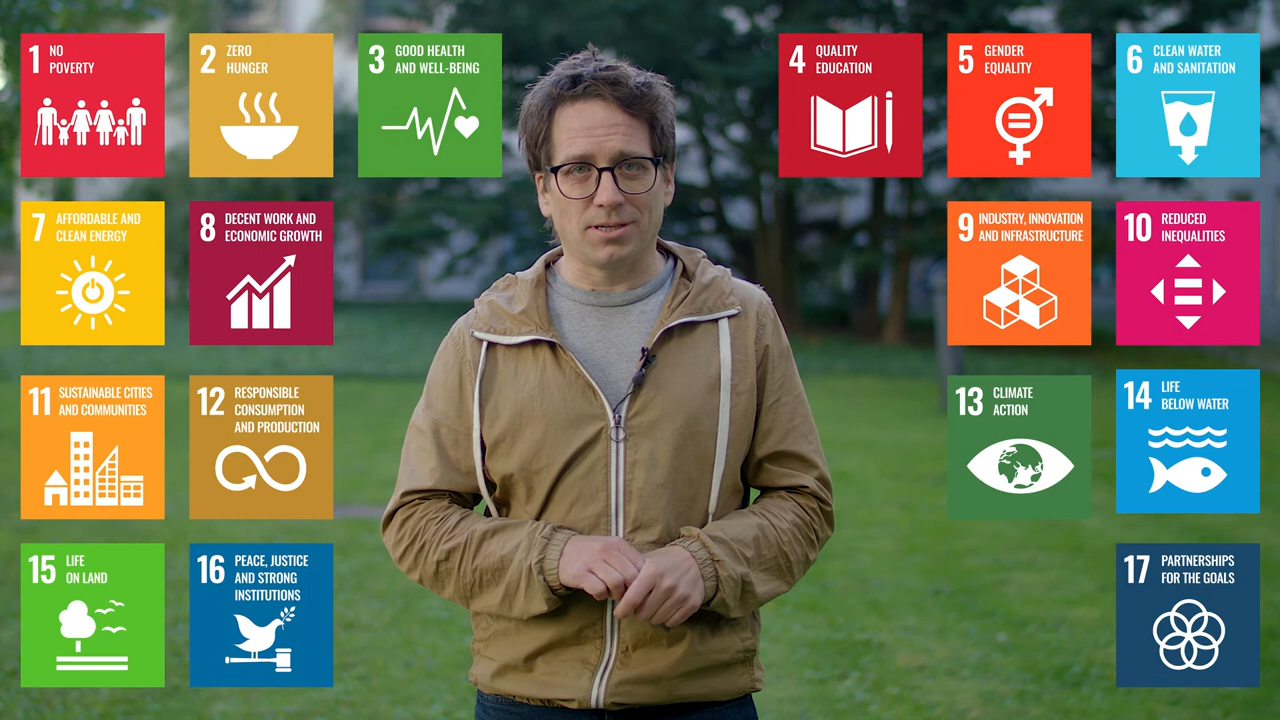 1 NO
POVERTY
2 ZERO
HUNGER
3 GOOD HEALTH
AND WELL-BEING
4 QUALITY
EDUCATION
5 GENDER
EQUALITY
6 CLEAN WATER
AND SANITATION
7 AFFORDABLE AND
CLEAN ENERGY
8 DECENT WORK AND
ECONOMIC GROWTH
9 INDUSTRY, INNOVATION
AND INFRASTRUCTURE
10 REDUCED
INEQUALITIES
11 SUSTAINABLE CITIES
AND COMMUNITIES
12 RESPONSIBLE
CONSUMPTION
AND PRODUCTION
13 CLIMATE
ACTION
14 LIFE
BELOW WATER
15 LIFE
ON LAND
16 PEACE, JUSTICE
AND STRONG
INSTITUTIONS
17 PARTNERSHIPS
FOR THE GOALS